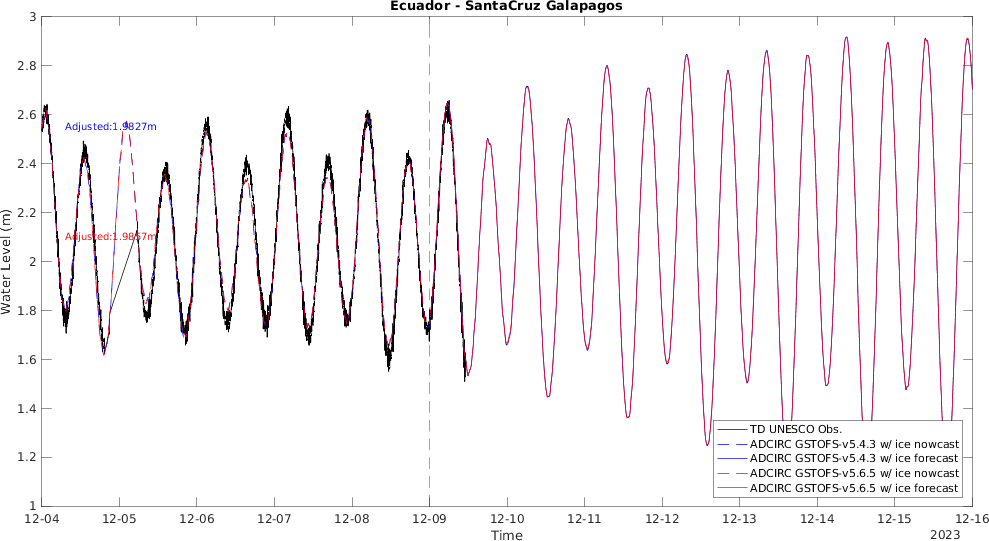 Ecuador - SantaCruz Galapagos
Water Level (m)
3
2.8
2.6
2.4
2.2
2
1.8
1.6
1.4
1.2
1
Adjusted:1.9827m
Adjusted:1.9857m
TD UNESCO Obs.
ADCIRC GSTOFS-v5.4.3 w/ ice nowcast
ADCIRC GSTOFS-v5.4.3 w/ ice forecast
ADCIRC GSTOFS-v5.6.5 w/ ice nowcast
ADCIRC GSTOFS-v5.6.5 w/ ice forecast
12-04 12-05 12-06 12-07 12-08 12-09 12-10 12-11 12-12 12-13 12-14 12-15 12-16
Time
2023